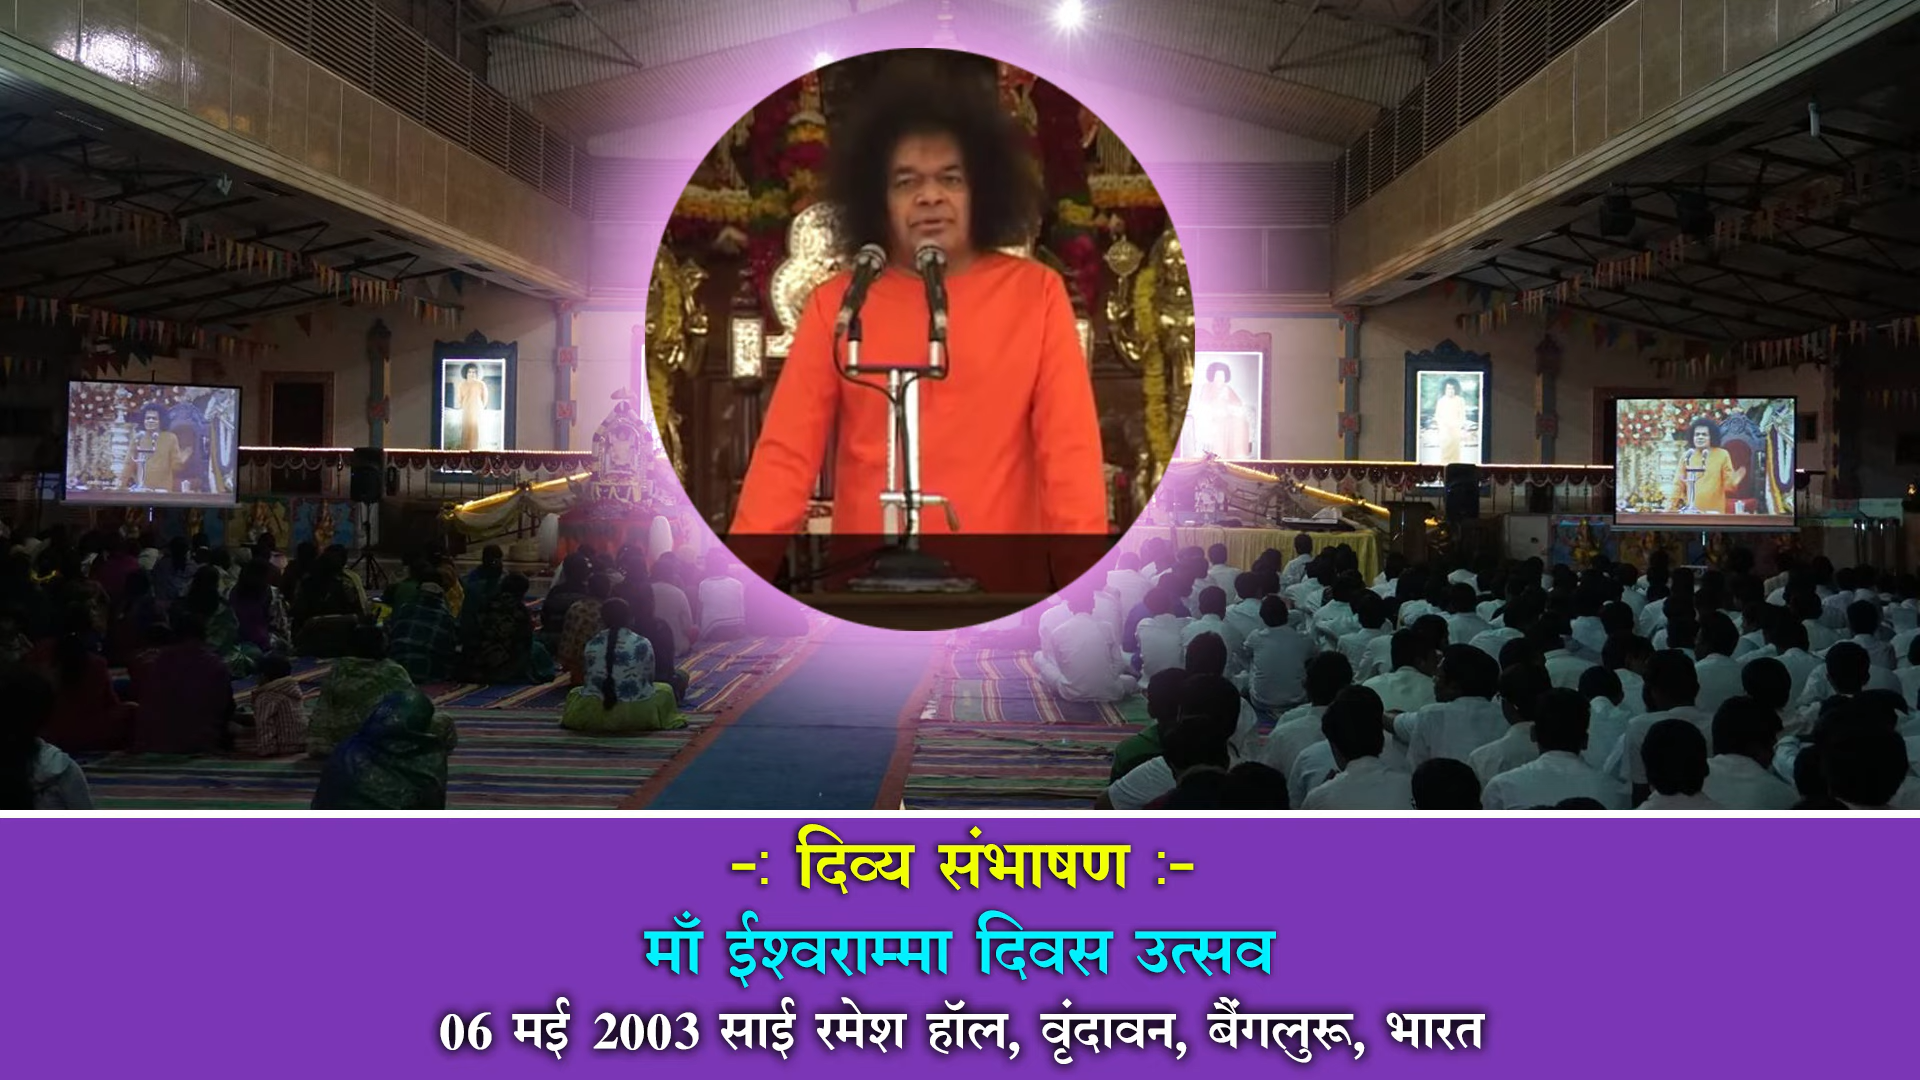 -: दिव्य संभाषण :-
माँ ईश्वराम्मा दिवस उत्सव
06 मई 2003 साई रमेश हॉल, वृंदावन, बैंगलुरू, भारत